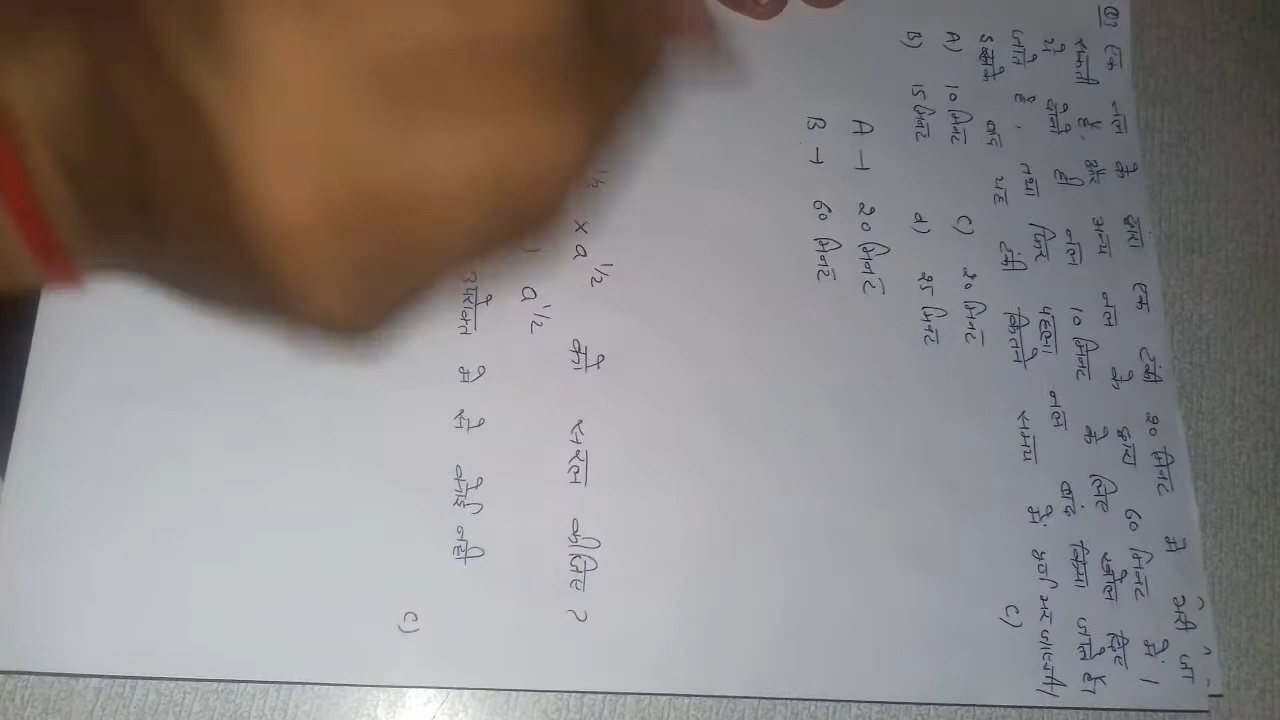 Q1 एक नल के द्वारा एक टंकी 20 मिनट में भरी जा
सकती है. और अन्य नल के द्वारा 60 मिनट में।
ये दोनो ही नल 10 मिनट के लिए खोल दिए
जाते है. तथा फिर पहला नल बंद किया जाते है।
इसके बाद यह टंकी कितने समय में पूर्ण भर जाएगी।
A) 10 मिनट C) 20 मिनट C)
B) 15 मिनट d) 25 मिनट
A → 20 मिनट
B → 60 मिनट
× a^1/2 को सरल कीजिए ?
) a^1/2
उपरोक्त मे से कोई नही
C)